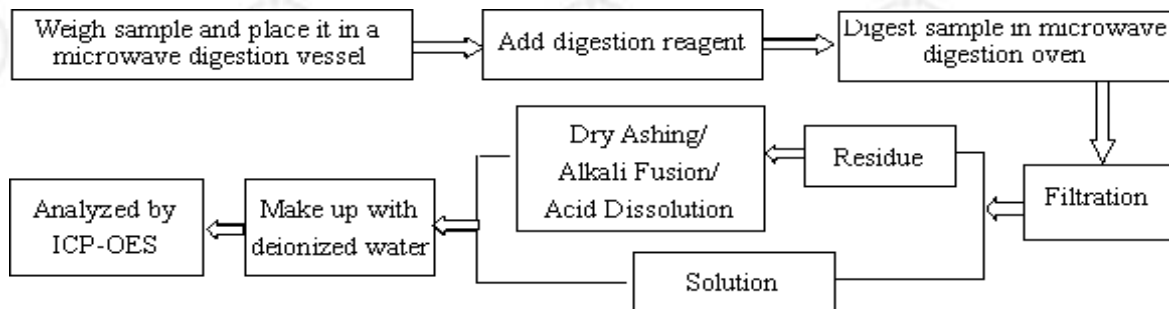 Weigh sample and place it in a
microwave digestion vessel
Add digestion reagent
Digest sample in microwave
digestion oven
Filtration
Residue
Dry Ashing/
Alkali Fusion/
Acid Dissolution
Solution
Make up with
deionized water
Analyzed by
ICP-OES